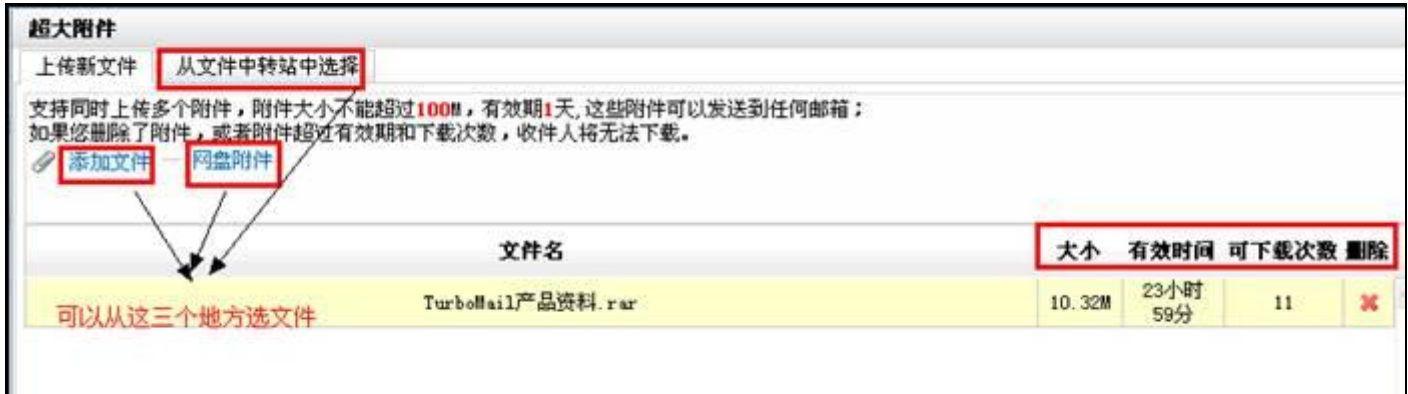 超大附件
上传新文件 从文件中转站中选择
支持同时上传多个附件，附件大小不能超过100M，有效期1天,这些附件可以发送到任何邮箱；
如果您删除了附件，或者附件超过有效期和下载次数，收件人将无法下载。
添加文件 网盘附件
文件名 大小 有效时间 可下载次数 删除
可以从这三个地方选文件 TurboMail产品资料.rar 10.32M 23小时 11
59分